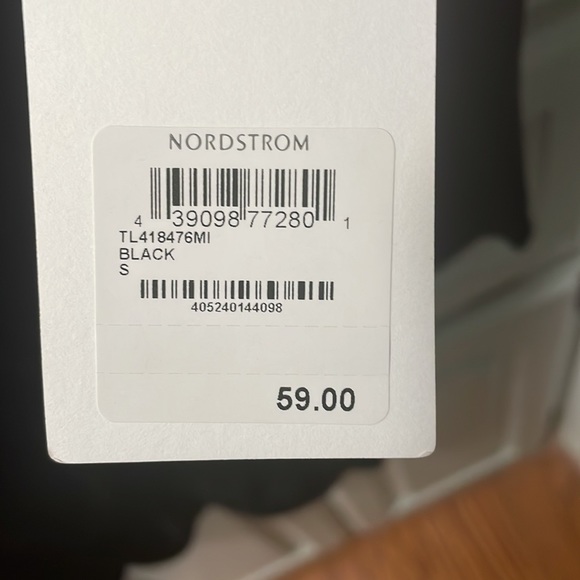 NORDSTROM
4 39098 77280 1
TL418476MI
BLACK
S
405240144098
59.00